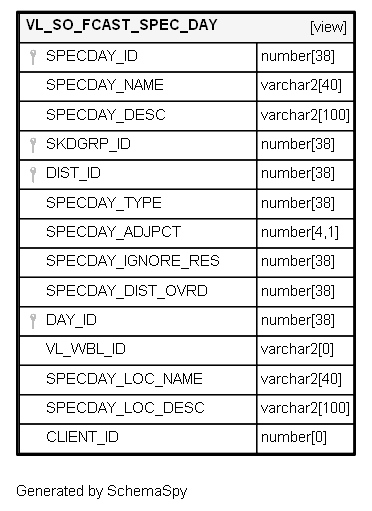 VL_SO_FCAST_SPEC_DAY [view]
SPECDAY_ID number[38]
SPECDAY_NAME varchar2[40]
SPECDAY_DESC varchar2[100]
SKDGRP_ID number[38]
DIST_ID number[38]
SPECDAY_TYPE number[38]
SPECDAY_ADJPCT number[4,1]
SPECDAY_IGNORE_RES number[38]
SPECDAY_DIST_OVRD number[38]
DAY_ID number[38]
VL_WBL_ID varchar2[0]
SPECDAY_LOC_NAME varchar2[40]
SPECDAY_LOC_DESC varchar2[100]
CLIENT_ID number[0]
Generated by SchemaSpy